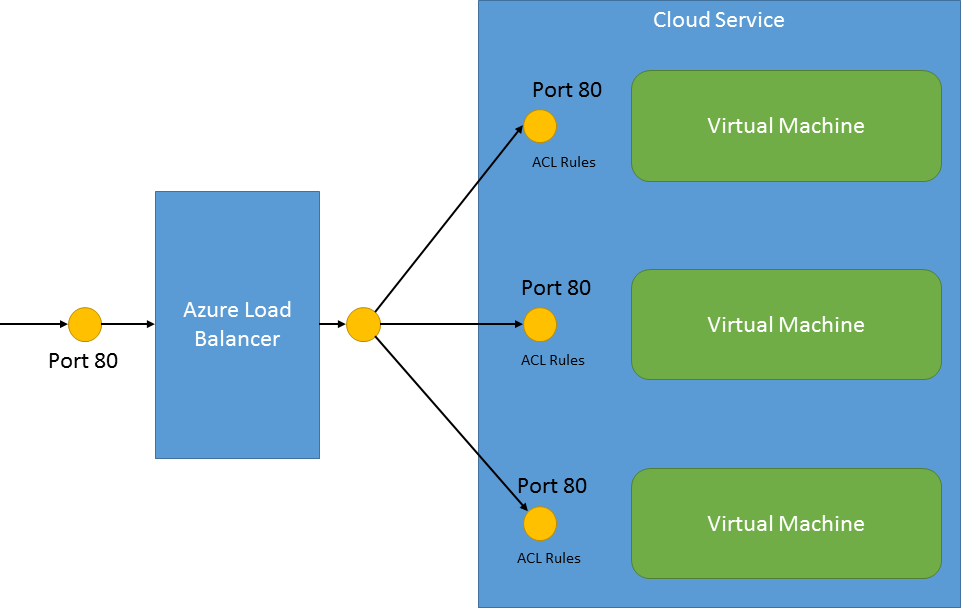 Cloud Service
Port 80
ACL Rules
Virtual Machine
Port 80
Azure Load
Balancer
Port 80
ACL Rules
Virtual Machine
Port 80
ACL Rules
Virtual Machine